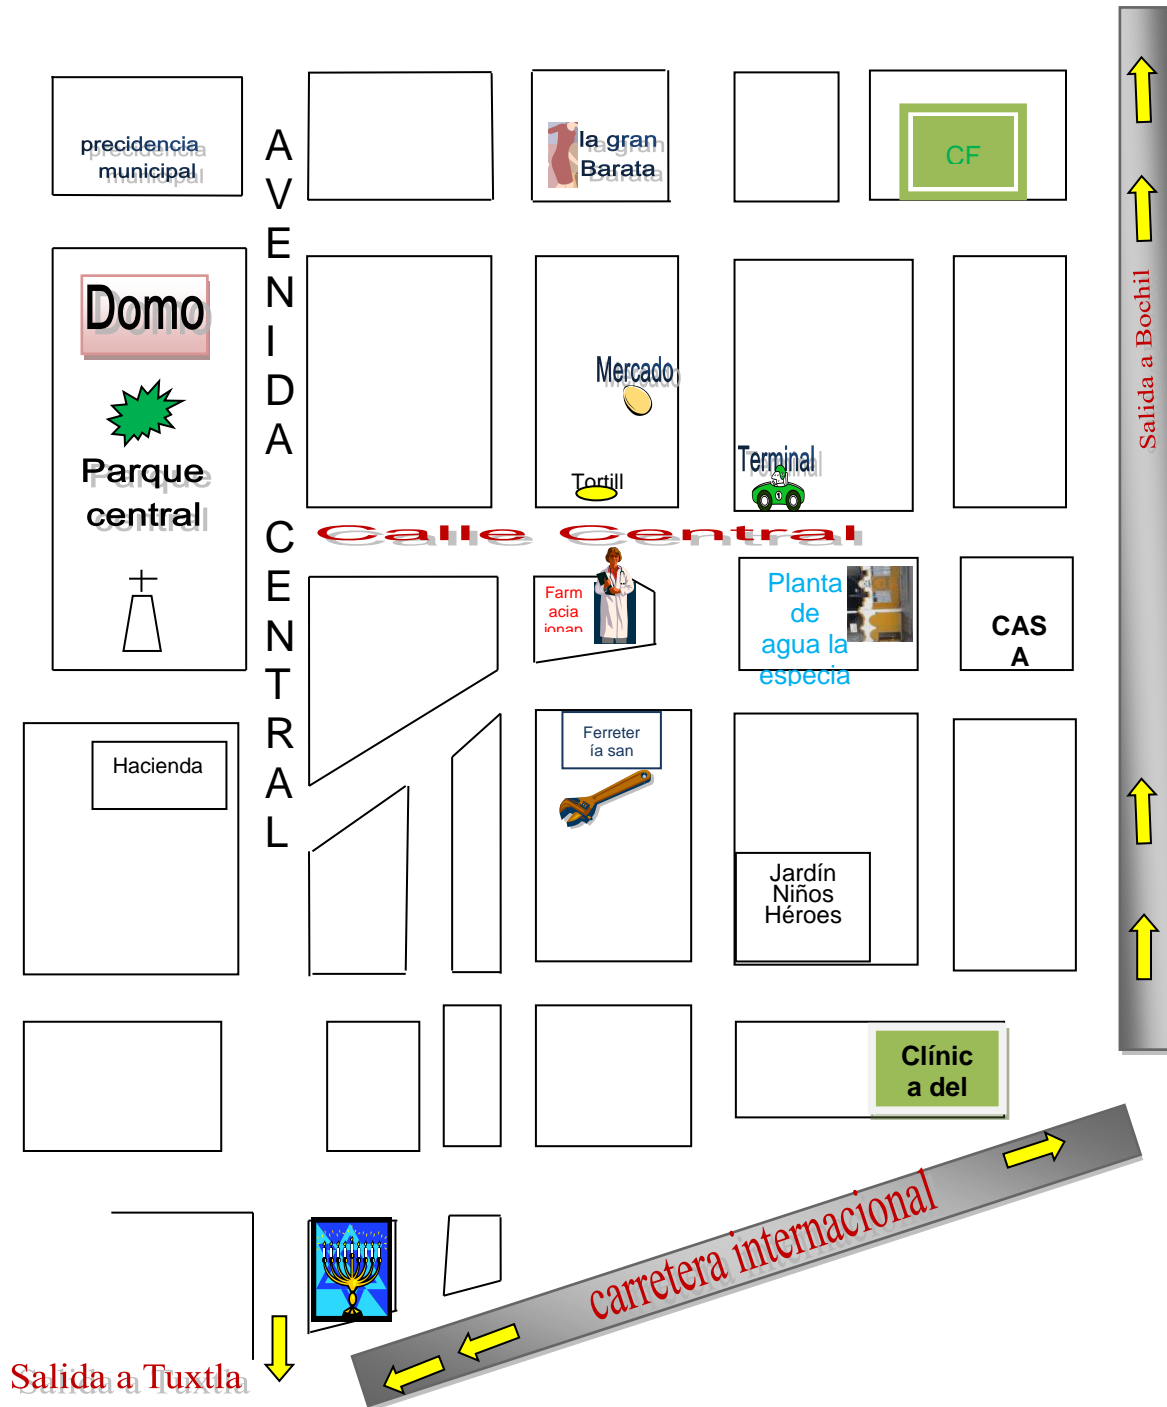 precidencia
municipal
la gran
Barata
CF
AVENIDA
CENTRAL
Domo
Parque
central
Mercado
Tortill
Terminal
Salida a Bochil
Calle Central
Farm
acia
Planta
de
agua la
especia
CAS
A
Hacienda
Ferreter
ía san
Jardín
Niños
Héroes
Clínic
a del
carretera internacional
Salida a Tuxtla